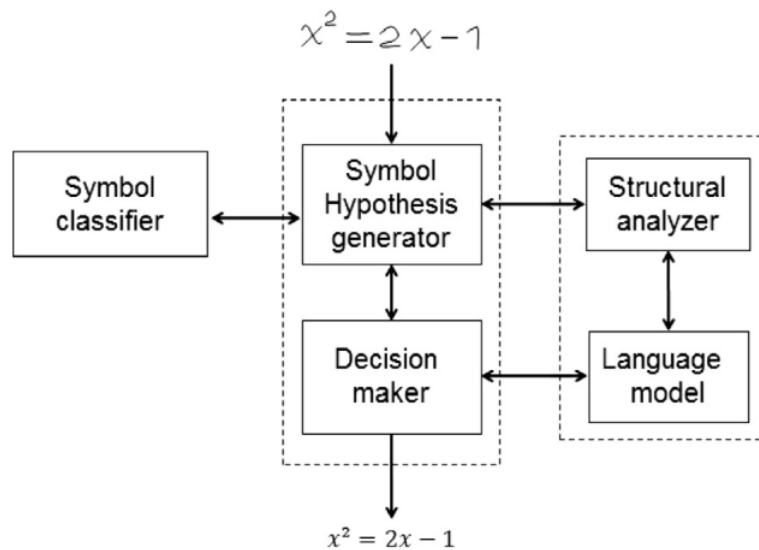 x² = 2x - 1
Symbol
classifier
Symbol
Hypothesis
generator
Structural
analyzer
Decision
maker
Language
model
x² = 2x − 1